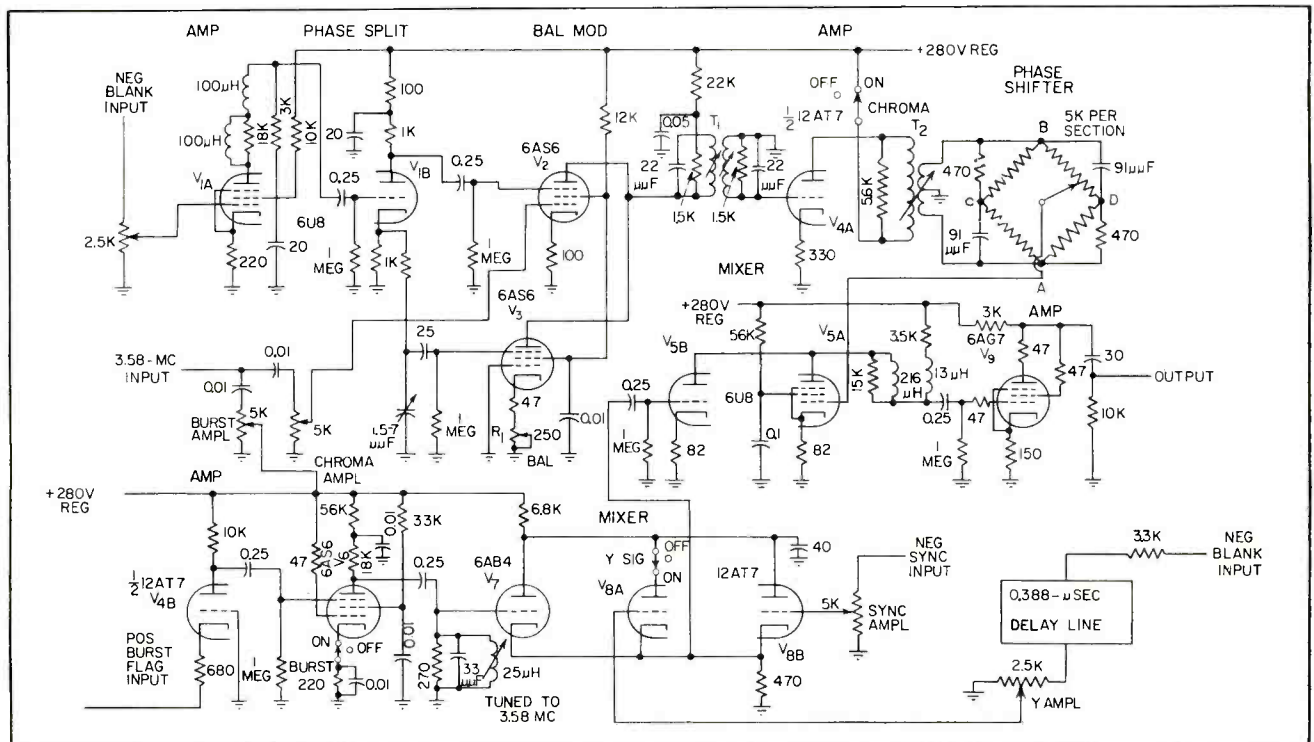 AMP
PHASE SPLIT
BAL MOD
AMP
+280V REG
NEG
BLANK
INPUT
100μH
100μH
18K
3K
10K
V1A
6U8
2.5K
220
20
100
20
1K
V1B
0.25
1
MEG
1K
0.25
1
MEG
12K
6AS6
V2
100
22K
0.05
T1
22
μμF
22
μμF
1.5K
1.5K
OFF
ON
CHROMA
1/2 12AT7
V4A
330
5.6K
T2
PHASE
SHIFTER
5K PER
SECTION
B
470
C
91
μμF
91μμF
D
470
A
3.58-MC
INPUT
0.01
0.01
5K
BURST
AMPL
5K
CHROMA
AMPL
1.5-7
μμF
25
1
MEG
6AS6
V3
47
R1
250
BAL
0.01
MIXER
+280V
REG
56K
V5B
V5A
6U8
0.25
1
MEG
82
0.1
82
15K
216
μH
3.5K
13μH
0.25
1
MEG
3K
6AG7
V9
AMP
47
47
47
150
30
OUTPUT
10K
+280V
REG
AMP
10K
1/2 12AT7
V4B
POS
BURST
FLAG
INPUT
680
0.25
1
MEG
47
6AS6
V6
56K
18K
0.01
33K
ON
OFF
BURST
220
0.01
0.01
0.25
270
33
μμF
25μH
TUNED TO
3.58 MC
6AB4
V7
6.8K
MIXER
Y SIG
OFF
ON
V8A
12AT7
V8B
40
470
NEG
SYNC
INPUT
5K
SYNC
AMPL
3.3K
NEG
BLANK
INPUT
0.388-μSEC
DELAY LINE
2.5K
Y AMPL